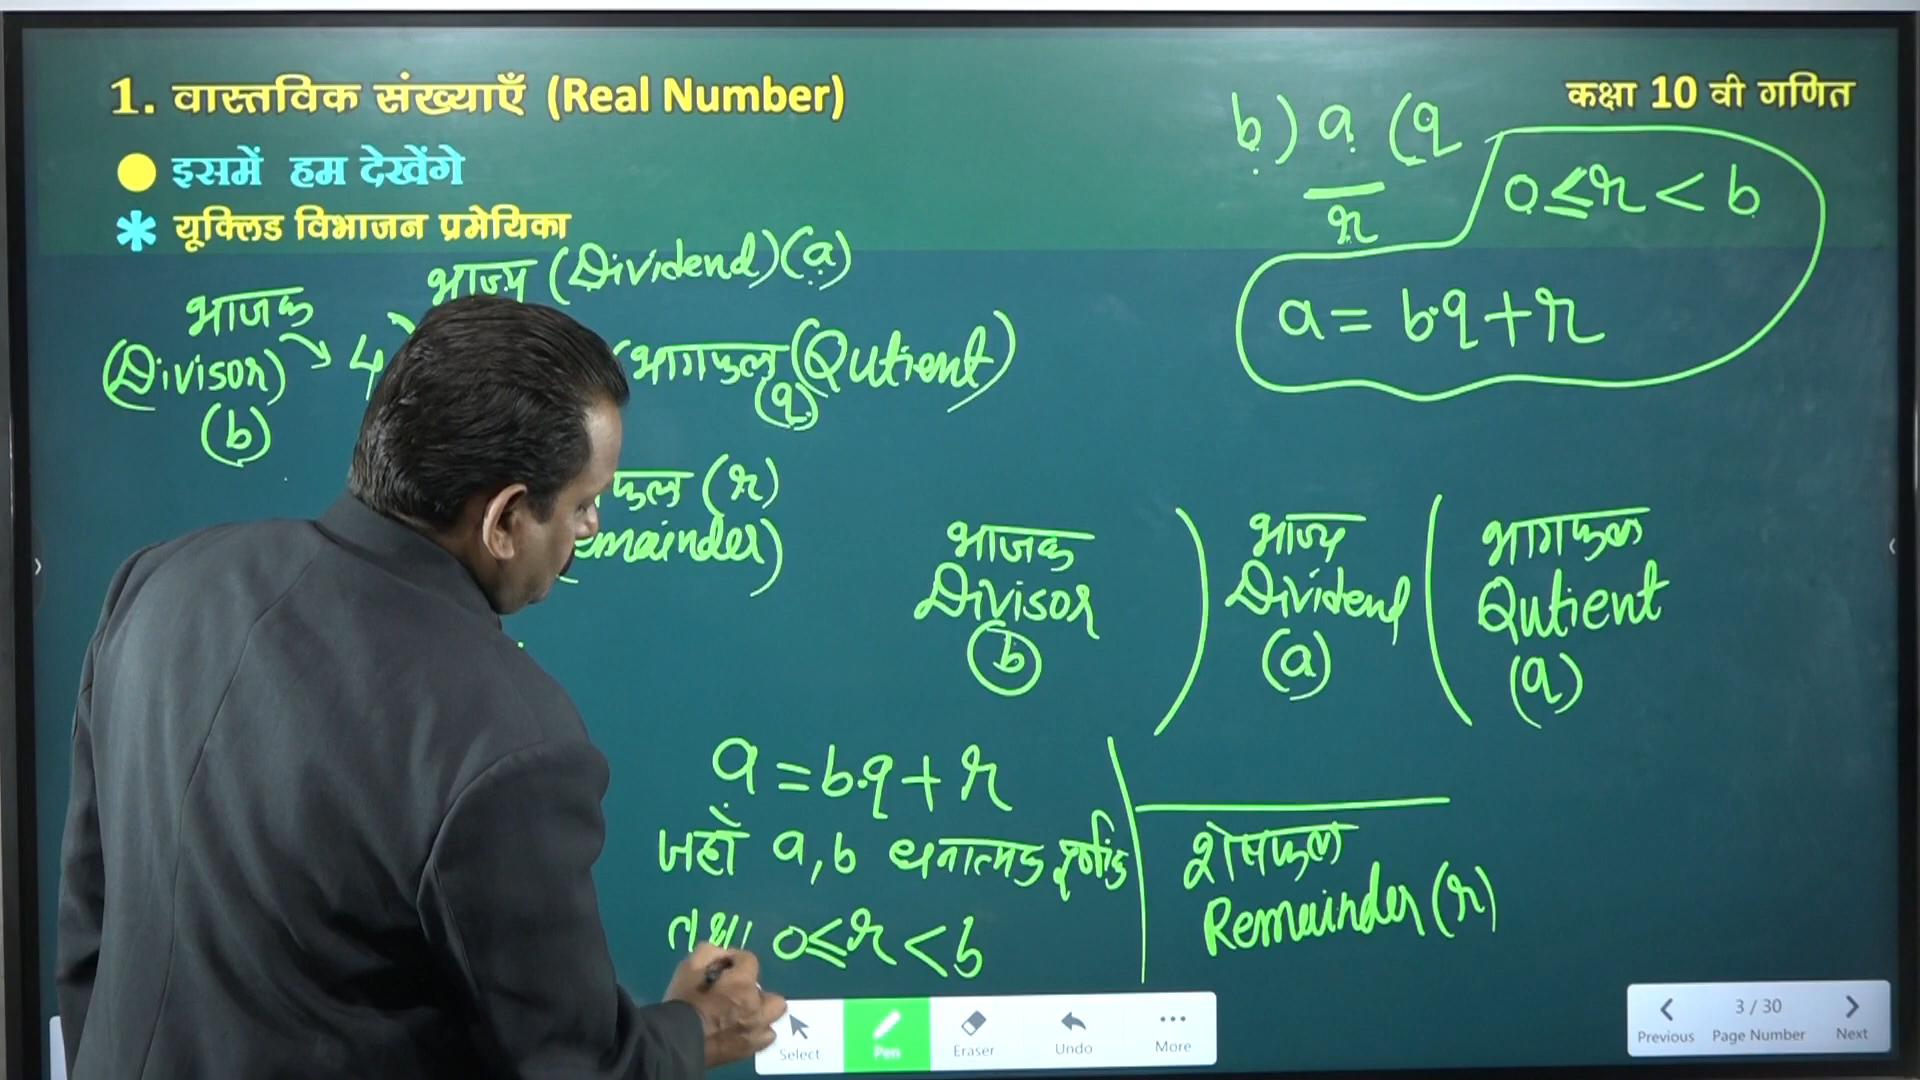 1. वास्तविक संख्याएँ (Real Number)
कक्षा 10 वी गणित
इसमें हम देखेंगे
यूक्लिड विभाजन प्रमेयिका
b) a (q
r
0≤r < b
a = b·q + r
भाज्य (Dividend) (a)
भाजक
(Divisor) → 4
(b)
भागफल (Qutient)
(q)
फल (r)
emainder)
भाजक
Divisor
(b)
भाज्य
Dividend
(a)
भागफल
Qutient
(q)
a = b·q + r
जहाँ a, b धनात्मक पूर्णांक
तथा 0≤r < b
शेषफल
Remainder (r)
Select
Pen
Eraser
Undo
More
Previous
3 / 30
Page Number
Next